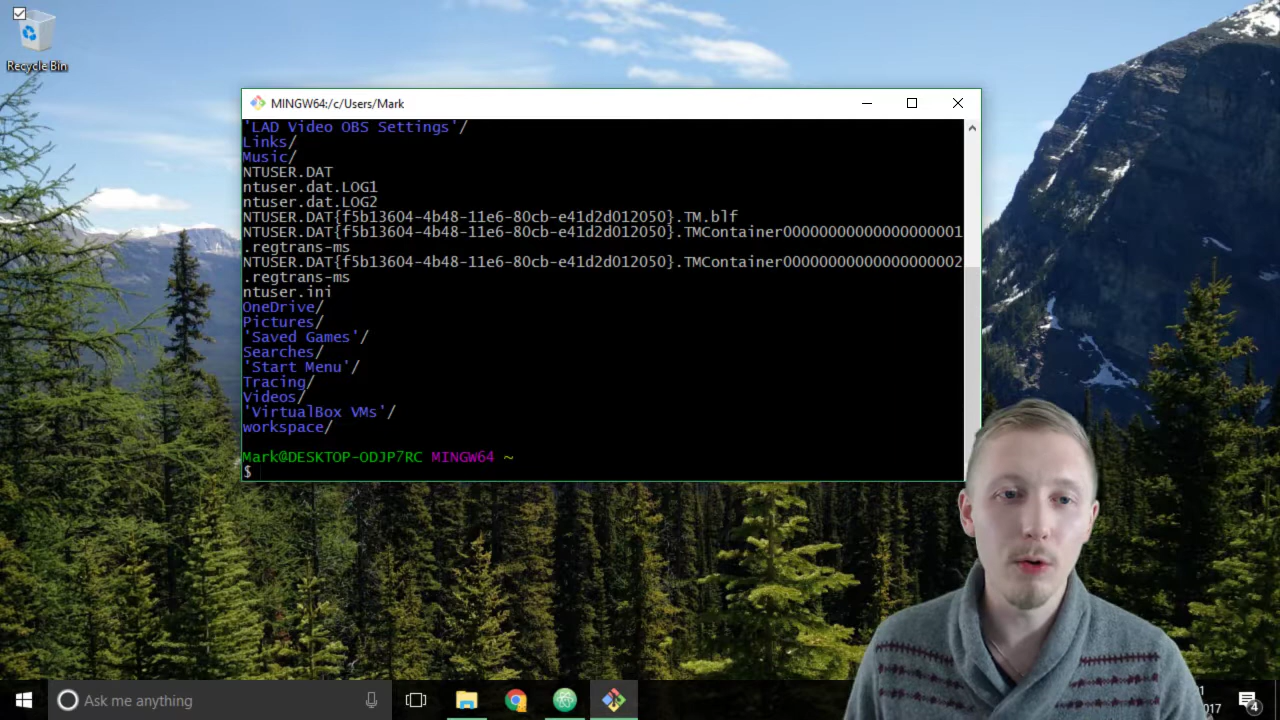 Recycle Bin
MINGW64:/c/Users/Mark
'LAD Video OBS Settings'/
Links/
Music/
NTUSER.DAT
ntuser.dat.LOG1
ntuser.dat.LOG2
NTUSER.DAT{f5b13604-4b48-11e6-80cb-e41d2d012050}.TM.blf
NTUSER.DAT{f5b13604-4b48-11e6-80cb-e41d2d012050}.TMContainer00000000000000000001
.regtrans-ms
NTUSER.DAT{f5b13604-4b48-11e6-80cb-e41d2d012050}.TMContainer00000000000000000002
.regtrans-ms
ntuser.ini
OneDrive/
Pictures/
'Saved Games'/
Searches/
'Start Menu'/
Tracing/
Videos/
'VirtualBox VMs'/
workspace/
Mark@DESKTOP-ODJP7RC MINGW64 ~
$
Ask me anything
1
017
4